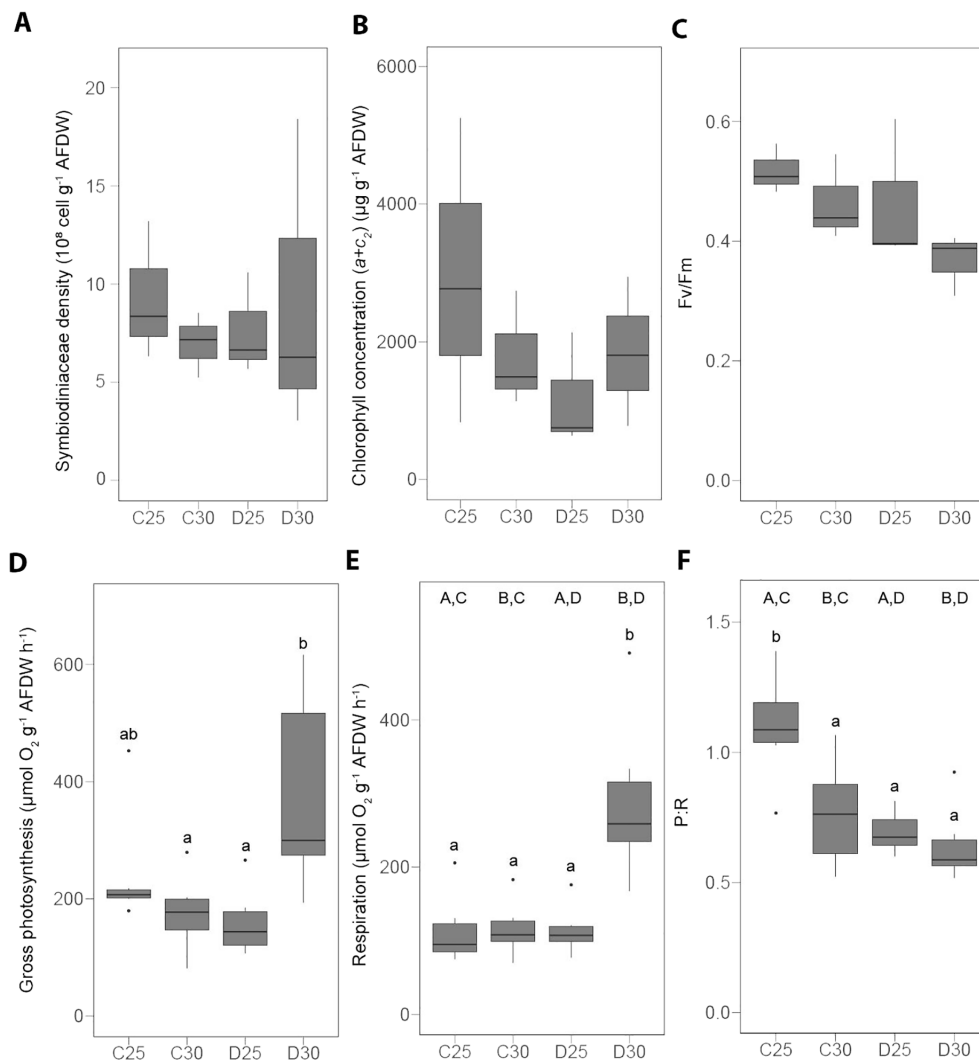 A
Symbiodiniaceae density (10⁸ cell g⁻¹ AFDW)
20
15
10
5
0
C25 C30 D25 D30
B
Chlorophyll concentration (a+c₂) (µg g⁻¹ AFDW)
6000
4000
2000
0
C25 C30 D25 D30
C
Fv/Fm
0.6
0.4
0.2
0.0
C25 C30 D25 D30
D
Gross photosynthesis (µmol O₂ g⁻¹ AFDW h⁻¹)
600
400
200
0
ab a a b
C25 C30 D25 D30
E
Respiration (µmol O₂ g⁻¹ AFDW h⁻¹)
400
200
0
A,C B,C A,D B,D
a a a b
C25 C30 D25 D30
F
P:R
1.5
1.0
0.5
0.0
A,C B,C A,D B,D
b a a a
C25 C30 D25 D30